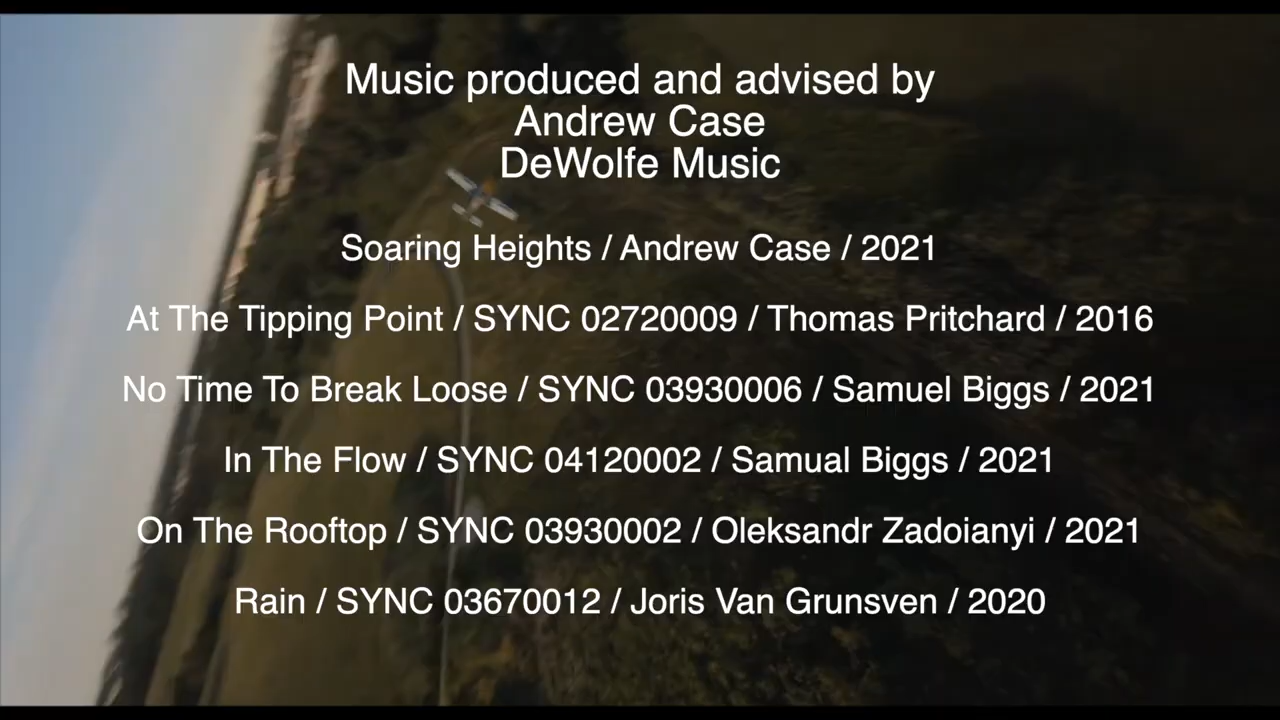 Music produced and advised by
Andrew Case
DeWolfe Music
Soaring Heights / Andrew Case / 2021
At The Tipping Point / SYNC 02720009 / Thomas Pritchard / 2016
No Time To Break Loose / SYNC 03930006 / Samuel Biggs / 2021
In The Flow / SYNC 04120002 / Samual Biggs / 2021
On The Rooftop / SYNC 03930002 / Oleksandr Zadoianyi / 2021
Rain / SYNC 03670012 / Joris Van Grunsven / 2020